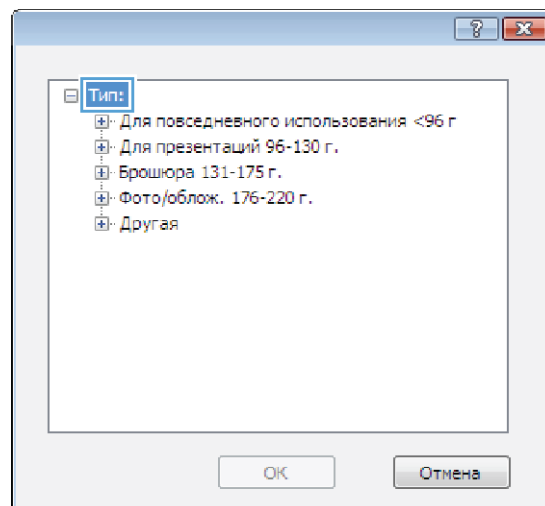 Тип:
Для повседневного использования <96 г
Для презентаций 96-130 г.
Брошюра 131-175 г.
Фото/облож. 176-220 г.
Другая
OK
Отмена